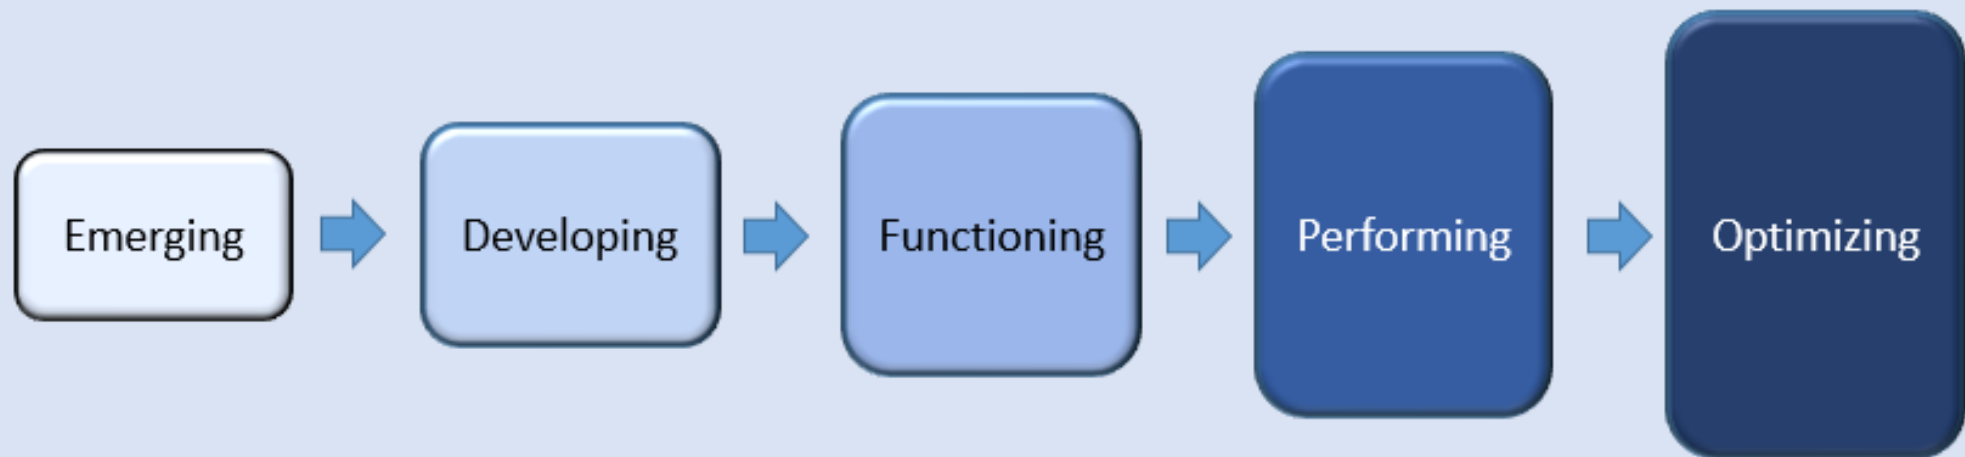 Emerging
Developing
Functioning
Performing
Optimizing